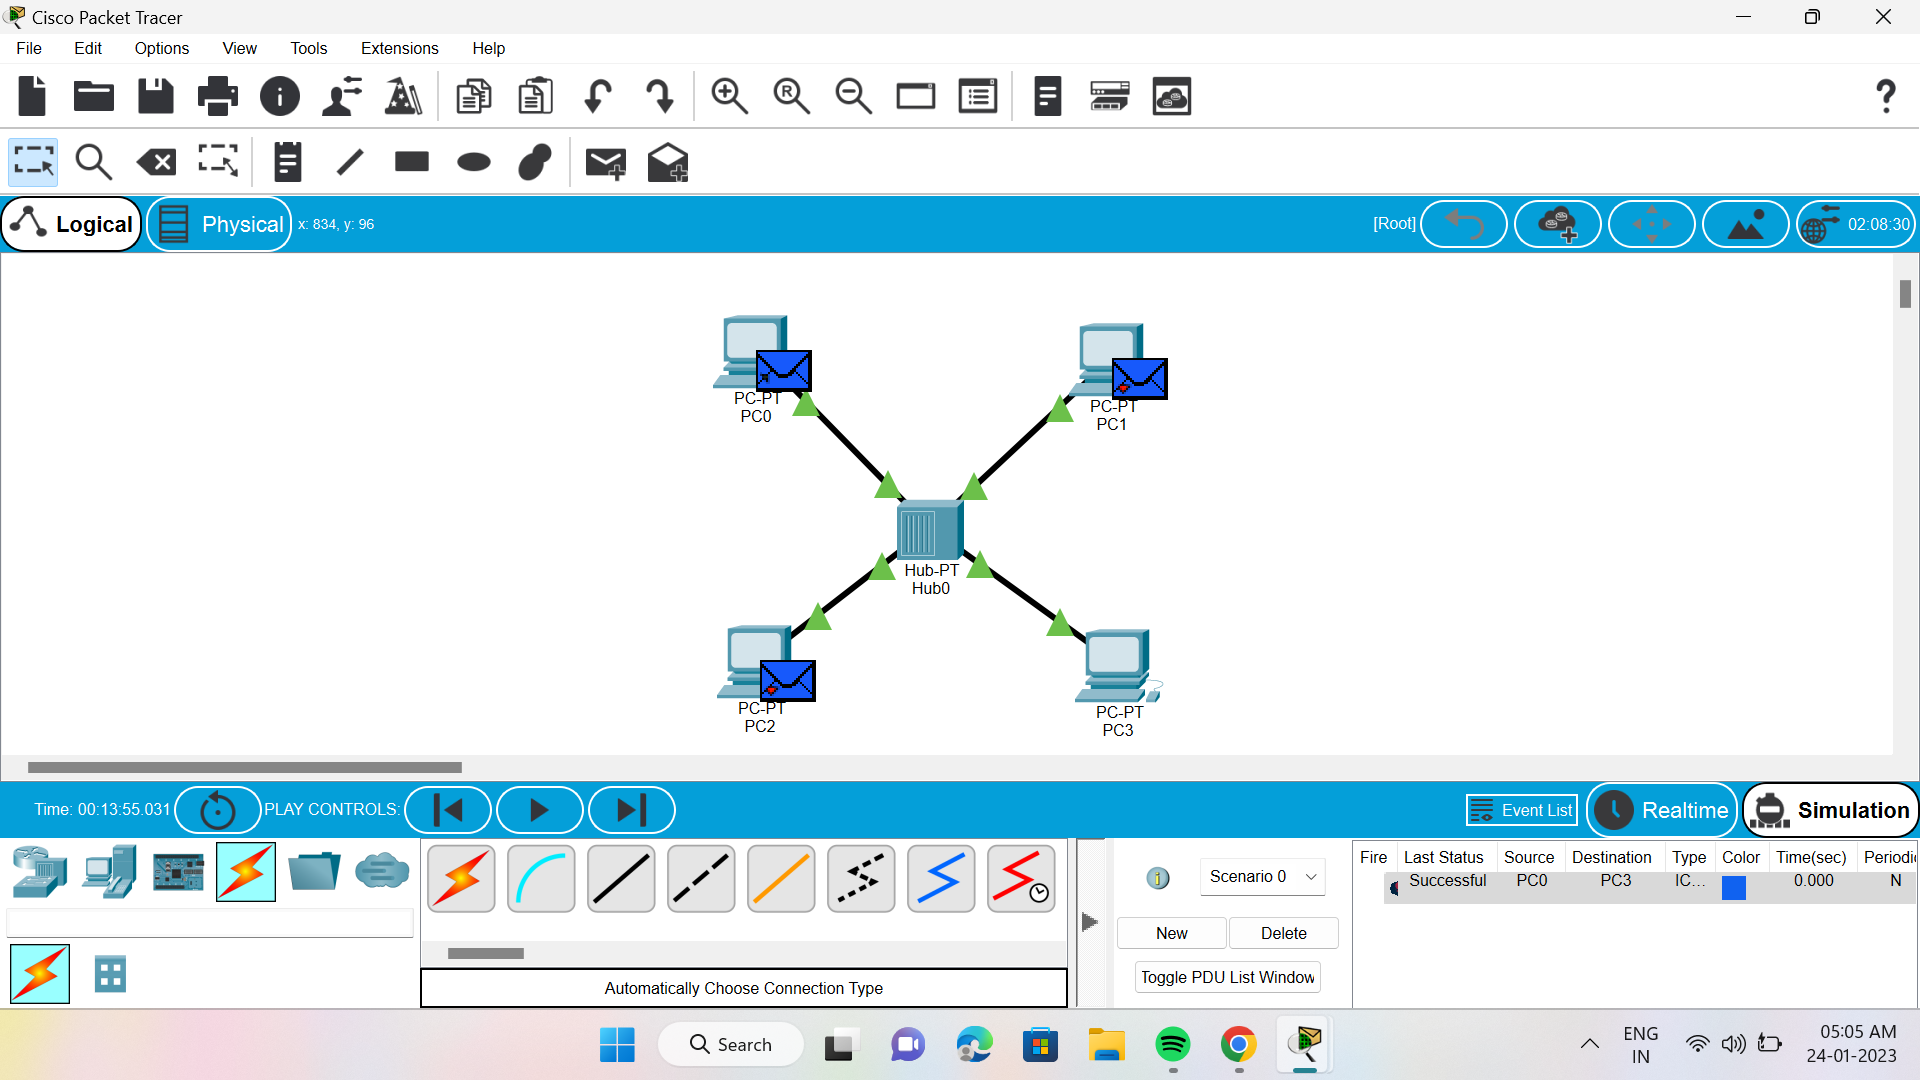 Cisco Packet Tracer
File Edit Options View Tools Extensions Help
Logical Physical x: 834, y: 96 [Root] 02:08:30
PC-PT
PC0
PC-PT
PC1
Hub-PT
Hub0
PC-PT
PC2
PC-PT
PC3
Time: 00:13:55.031 PLAY CONTROLS: Event List Realtime Simulation
Scenario 0
New Delete
Toggle PDU List Window
Fire Last Status Source Destination Type Color Time(sec) Periodic
Successful PC0 PC3 IC... 0.000 N
Automatically Choose Connection Type
Search
ENG
IN
05:05 AM
24-01-2023